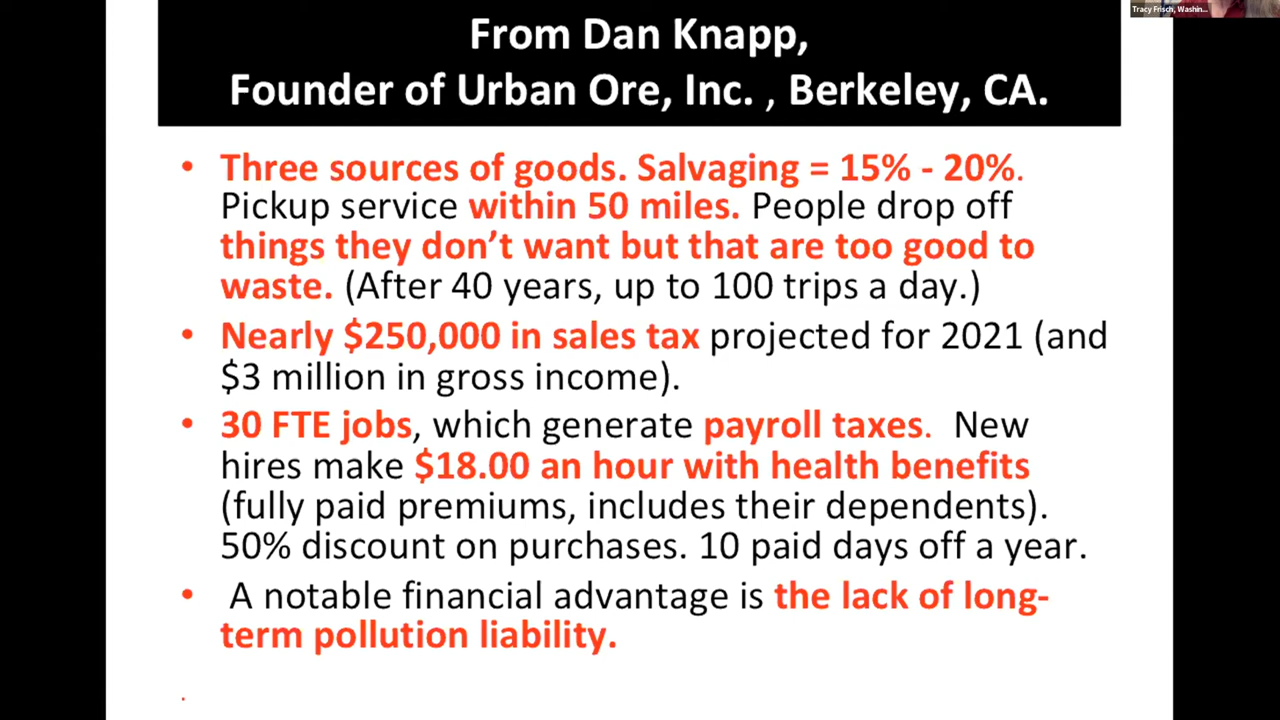 Tracy Frisch, Washin...
From Dan Knapp,
Founder of Urban Ore, Inc. , Berkeley, CA.
• Three sources of goods. Salvaging = 15% - 20%.
Pickup service within 50 miles. People drop off
things they don’t want but that are too good to
waste. (After 40 years, up to 100 trips a day.)
• Nearly $250,000 in sales tax projected for 2021 (and
$3 million in gross income).
• 30 FTE jobs, which generate payroll taxes.  New
hires make $18.00 an hour with health benefits
(fully paid premiums, includes their dependents).
50% discount on purchases. 10 paid days off a year.
• A notable financial advantage is the lack of long-
term pollution liability.
.